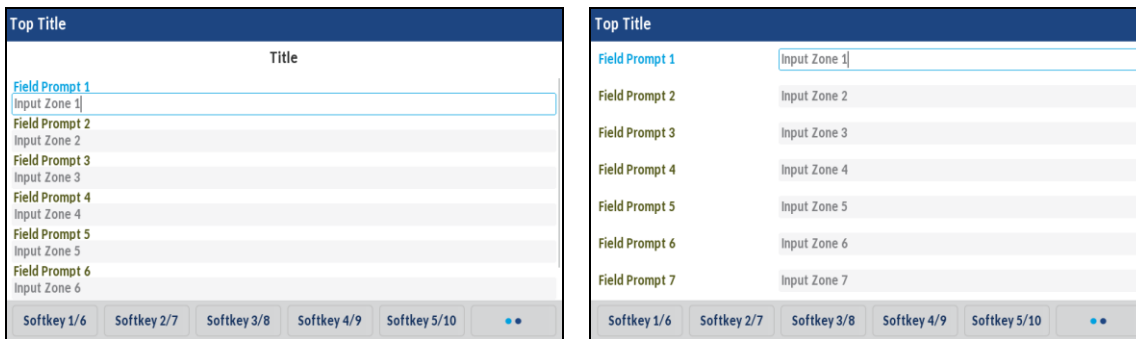 Top Title
Title
Field Prompt 1
Input Zone 1
Field Prompt 2
Input Zone 2
Field Prompt 3
Input Zone 3
Field Prompt 4
Input Zone 4
Field Prompt 5
Input Zone 5
Field Prompt 6
Input Zone 6
Softkey 1/6 Softkey 2/7 Softkey 3/8 Softkey 4/9 Softkey 5/10
Top Title
Field Prompt 1 Input Zone 1
Field Prompt 2 Input Zone 2
Field Prompt 3 Input Zone 3
Field Prompt 4 Input Zone 4
Field Prompt 5 Input Zone 5
Field Prompt 6 Input Zone 6
Field Prompt 7 Input Zone 7
Softkey 1/6 Softkey 2/7 Softkey 3/8 Softkey 4/9 Softkey 5/10